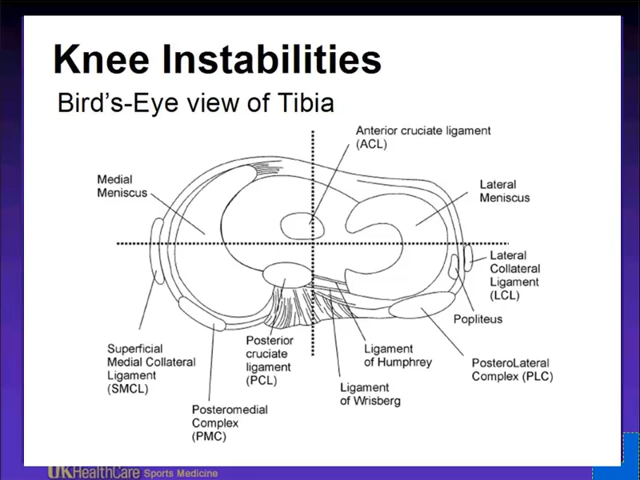 Knee Instabilities
Bird's-Eye view of Tibia
Anterior cruciate ligament
(ACL)
Medial
Meniscus
Lateral
Meniscus
Lateral
Collateral
Ligament
(LCL)
Popliteus
Superficial
Medial Collateral
Ligament
(SMCL)
Posterior
cruciate
ligament
(PCL)
Ligament
of Humphrey
PosteroLateral
Complex (PLC)
Ligament
of Wrisberg
Posteromedial
Complex
(PMC)
UKHealthCare Sports Medicine